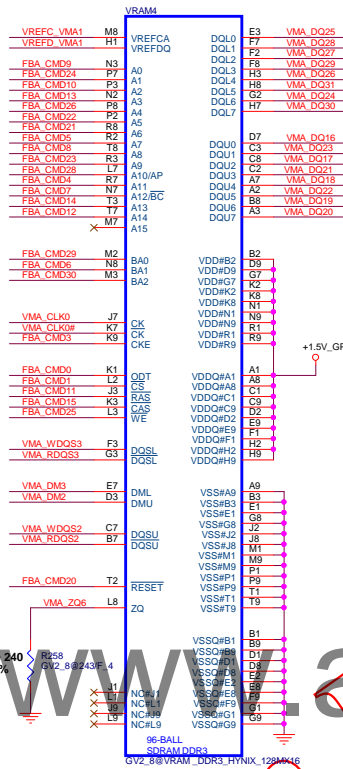 VRAM4
VREFC_VMA1 M8 VREFCA DQL0 E3 VMA_DQ25
VREFD_VMA1 H1 VREFDQ DQL1 F7 VMA_DQ28
DQL2 F2 VMA_DQ27
FBA_CMD9 N3 A0 DQL3 F8 VMA_DQ29
FBA_CMD24 P7 A1 DQL4 H3 VMA_DQ26
FBA_CMD10 P3 A2 DQL5 H8 VMA_DQ31
FBA_CMD13 N2 A3 DQL6 G2 VMA_DQ24
FBA_CMD26 P8 A4 DQL7 H7 VMA_DQ30
FBA_CMD22 P2 A5
FBA_CMD21 R8 A6
FBA_CMD5 R2 A7 DQU0 D7 VMA_DQ16
FBA_CMD8 T8 A8 DQU1 C3 VMA_DQ23
FBA_CMD23 R3 A9 DQU2 C8 VMA_DQ17
FBA_CMD28 L7 A10/AP DQU3 C2 VMA_DQ21
FBA_CMD4 R7 A11 DQU4 A7 VMA_DQ18
FBA_CMD7 N7 A12/BC DQU5 A2 VMA_DQ22
FBA_CMD14 T3 A13 DQU6 B8 VMA_DQ19
FBA_CMD12 T7 A14 DQU7 A3 VMA_DQ20
M7 A15
FBA_CMD29 M2 BA0 VDD#B2 B2
FBA_CMD6 N8 BA1 VDD#D9 D9
FBA_CMD30 M3 BA2 VDD#G7 G7
VDD#K2 K2
VDD#K8 K8
VDD#N1 N1
VMA_CLK0 J7 CK VDD#N9 N9
VMA_CLK0# K7 CK VDD#R1 R1
FBA_CMD3 K9 CKE VDD#R9 R9
+1.5V_GF
FBA_CMD0 K1 ODT VDDQ#A1 A1
FBA_CMD1 L2 CS VDDQ#A8 A8
FBA_CMD11 J3 RAS VDDQ#C1 C1
FBA_CMD15 K3 CAS VDDQ#C9 C9
FBA_CMD25 L3 WE VDDQ#D2 D2
VDDQ#E9 E9
VDDQ#F1 F1
VMA_WDQS3 F3 DQSL VDDQ#H2 H2
VMA_RDQS3 G3 DQSL VDDQ#H9 H9
VMA_DM3 E7 DML VSS#A9 A9
VMA_DM2 D3 DMU VSS#B3 B3
VSS#E1 E1
VSS#G8 G8
VMA_WDQS2 C7 DQSU VSS#J2 J2
VMA_RDQS2 B7 DQSU VSS#J8 J8
VSS#M1 M1
VSS#M9 M9
VSS#P1 P1
FBA_CMD20 T2 RESET VSS#P9 P9
VSS#T1 T1
VMA_ZQ6 L8 ZQ VSS#T9 T9
VSSQ#B1 B1
VSSQ#B9 B9
240 R258 VSSQ#D1 D1
% GV2_8@243/F_4 VSSQ#D8 D8
VSSQ#E2 E2
J1 NC#J1 VSSQ#E8 E8
L1 NC#L1 VSSQ#F9 F9
J9 NC#J9 VSSQ#G1 G1
L9 NC#L9 VSSQ#G9 G9
www.a
96-BALL
SDRAM DDR3
GV2_8@VRAM _DDR3_HYNIX_128MX16